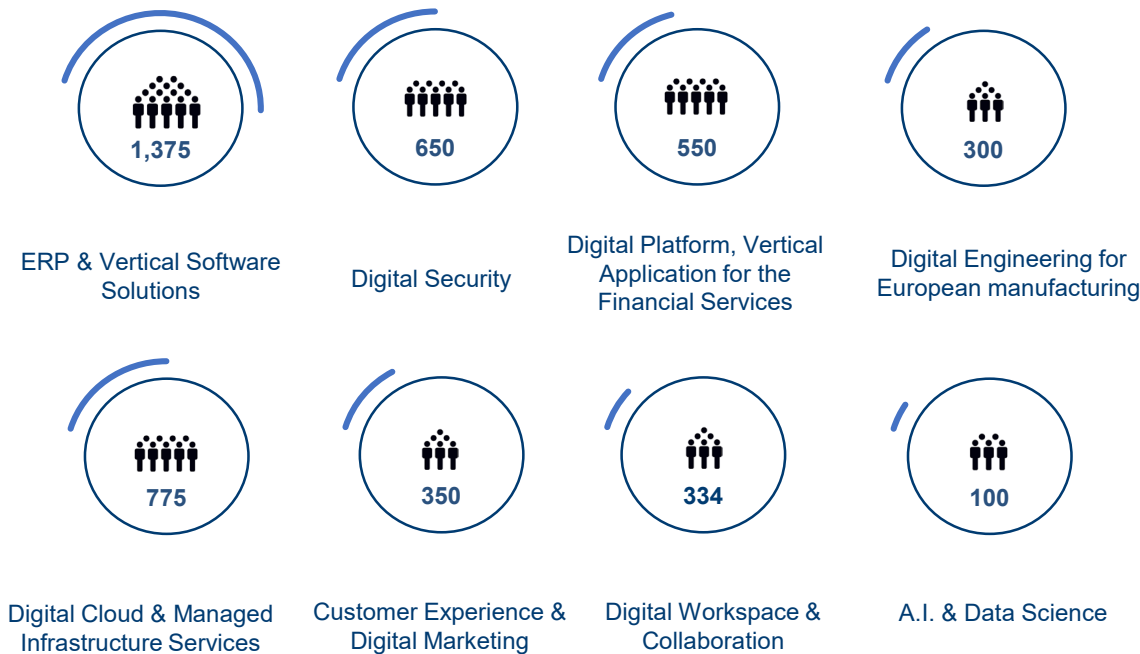 1,375
650
550
300
ERP & Vertical Software
Solutions
Digital Security
Digital Platform, Vertical
Application for the
Financial Services
Digital Engineering for
European manufacturing
775
350
334
100
Digital Cloud & Managed
Infrastructure Services
Customer Experience &
Digital Marketing
Digital Workspace &
Collaboration
A.I. & Data Science